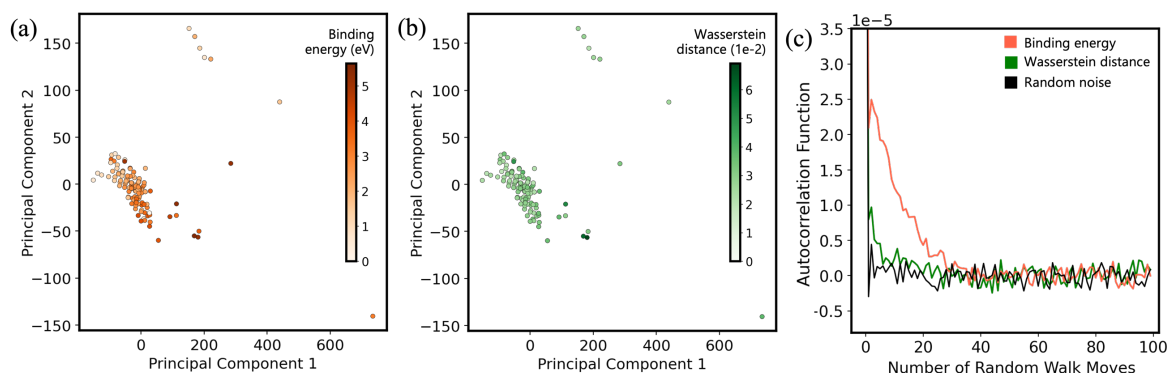 (a)
Binding
energy (eV)
150
100
50
0
−50
−100
−150
0
200
400
600
5
4
3
2
1
0
Principal Component 2
Principal Component 1
(b)
Wasserstein
distance (1e-2)
150
100
50
0
−50
−100
−150
0
200
400
600
6
5
4
3
2
1
0
Principal Component 2
Principal Component 1
(c)
1e−5
3.5
3.0
2.5
2.0
1.5
1.0
0.5
0.0
-0.5
0
20
40
60
80
100
Binding energy
Wasserstein distance
Random noise
Autocorrelation Function
Number of Random Walk Moves